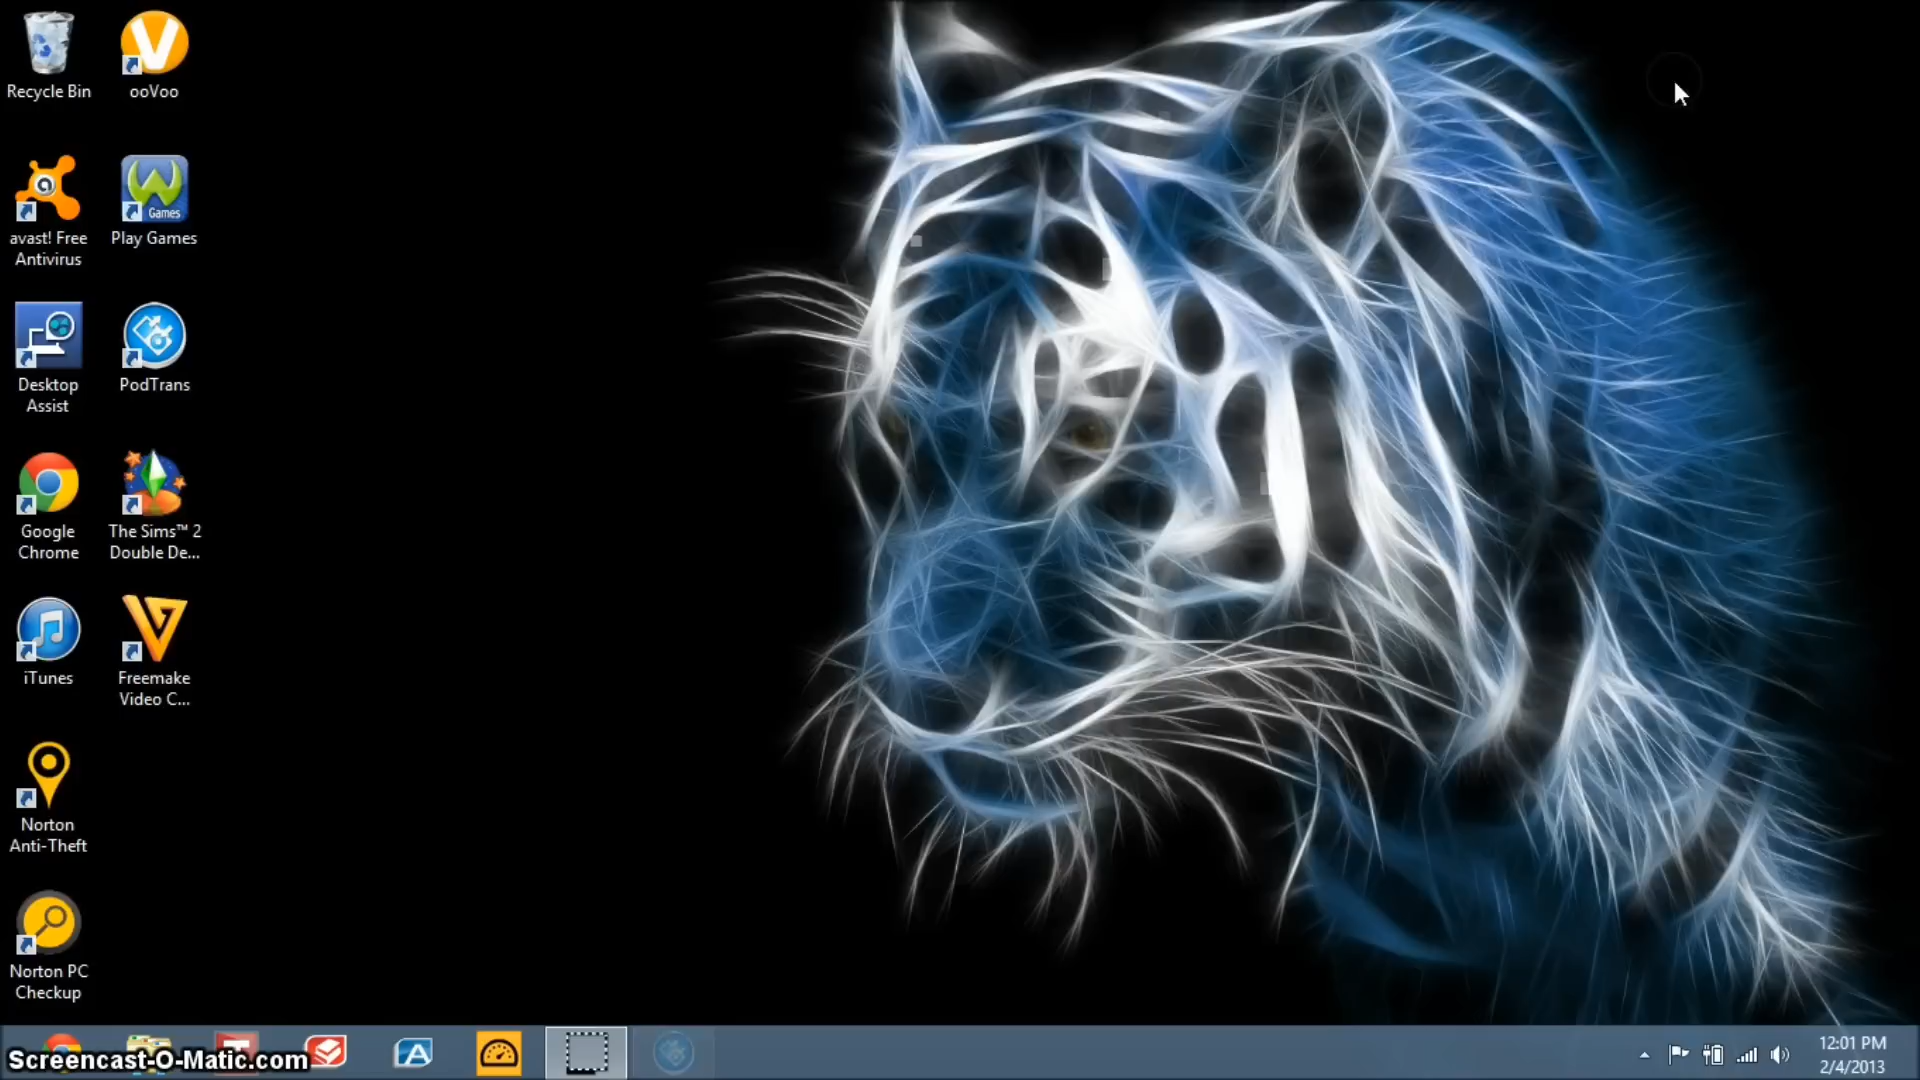 Recycle Bin
ooVoo
avast! Free
Antivirus
Games
Play Games
Desktop
Assist
PodTrans
Google
Chrome
The Sims™ 2
Double De...
iTunes
Freemake
Video C...
Norton
Anti-Theft
Norton PC
Checkup
Screencast-O-Matic.com
12:01 PM
2/4/2013